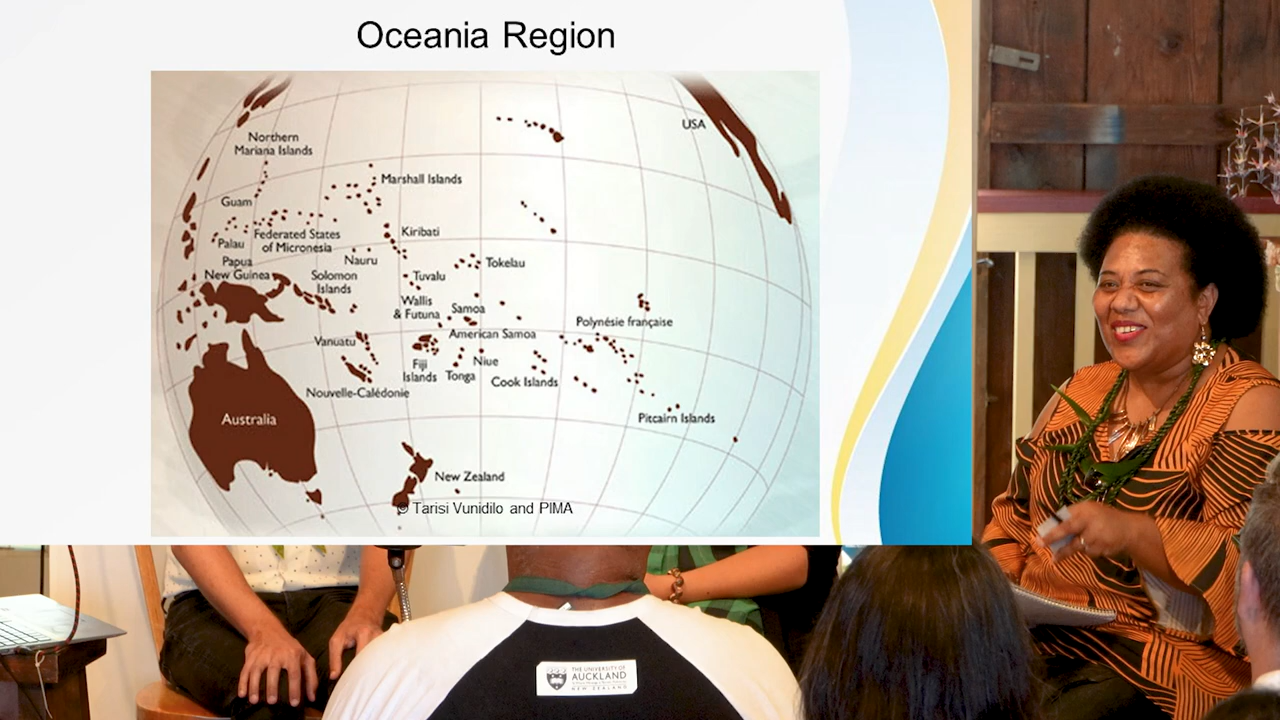 Oceania Region
USA
Northern
Mariana Islands
Marshall Islands
Guam
Kiribati
Palau
Federated States
of Micronesia
Nauru
Papua
New Guinea
Solomon
Islands
Tokelau
Tuvalu
Wallis
& Futuna
Samoa
American Samoa
Polynésie française
Vanuatu
Fiji
Islands
Niue
Tonga
Cook Islands
Nouvelle-Calédonie
Pitcairn Islands
Australia
New Zealand
© Tarisi Vunidilo and PIMA
THE UNIVERSITY OF
AUCKLAND
NEW ZEALAND